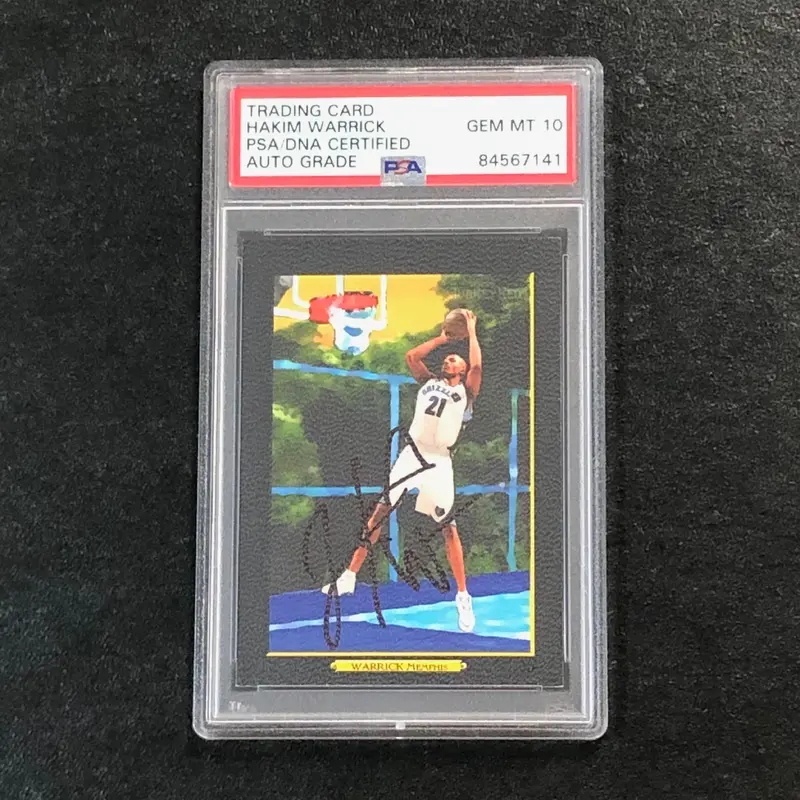 TRADING CARD
HAKIM WARRICK
GEM MT 10
PSA/DNA CERTIFIED
AUTO GRADE
PSA
84567141
GRIZZLIES
21
WARRICK MEMPHIS